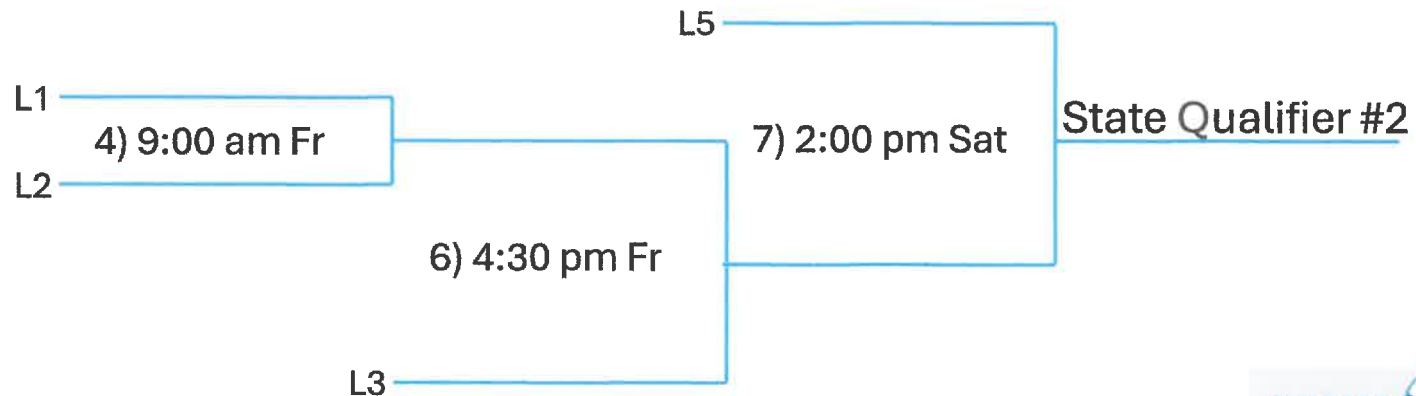 L5
L1
4) 9:00 am Fr
L2
7) 2:00 pm Sat
State Qualifier #2
6) 4:30 pm Fr
L3